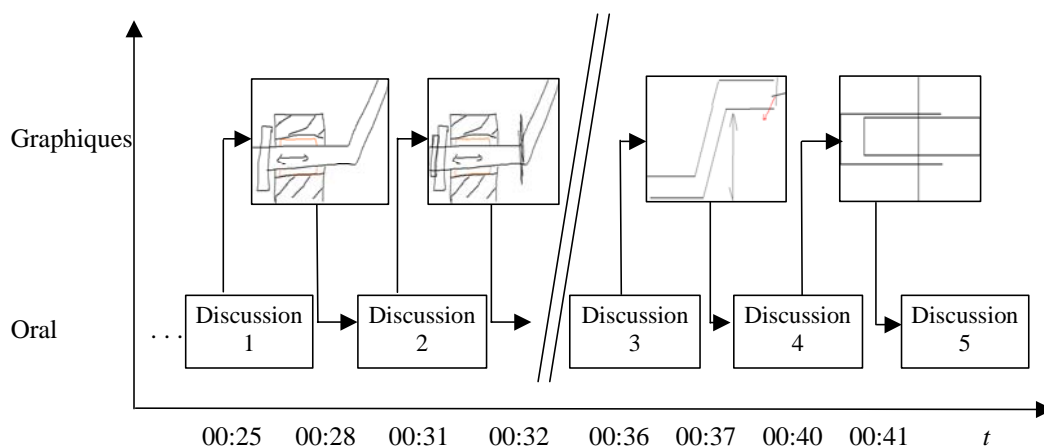 Graphiques
Oral
. . .
Discussion
1
Discussion
2
Discussion
3
Discussion
4
Discussion
5
00:25 00:28 00:31 00:32 00:36 00:37 00:40 00:41 t